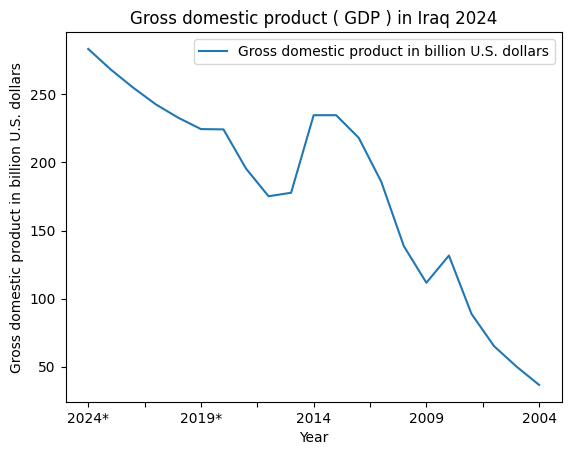 Gross domestic product ( GDP ) in Iraq 2024
Gross domestic product in billion U.S. dollars
Gross domestic product in billion U.S. dollars
250
200
150
100
50
2024*
2019*
2014
2009
2004
Year